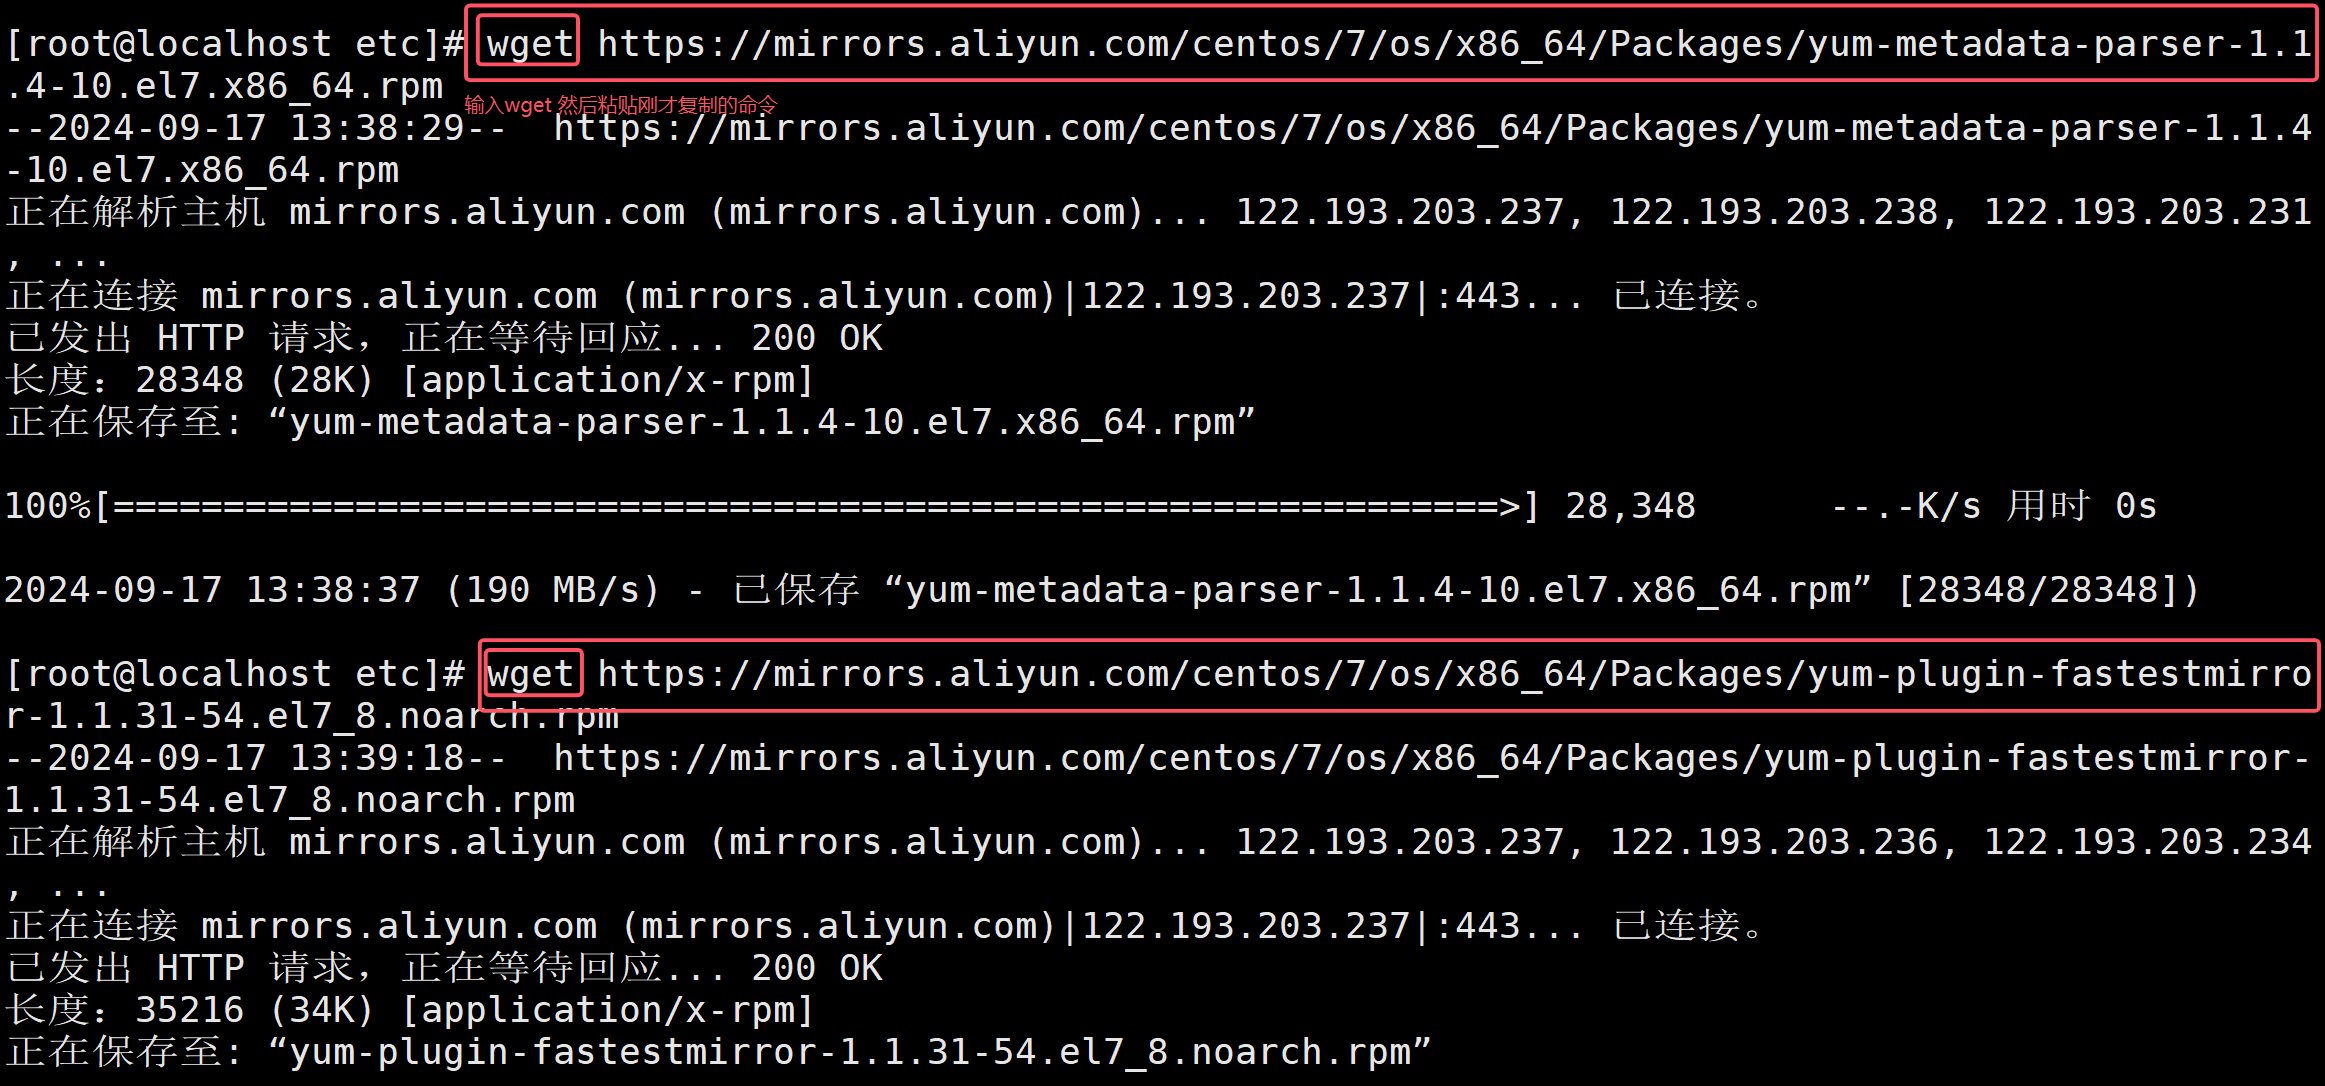 [root@localhost etc]# wget https://mirrors.aliyun.com/centos/7/os/x86_64/Packages/yum-metadata-parser-1.1
.4-10.el7.x86_64.rpm
输入wget 然后粘贴刚才复制的命令
--2024-09-17 13:38:29--  https://mirrors.aliyun.com/centos/7/os/x86_64/Packages/yum-metadata-parser-1.1.4
-10.el7.x86_64.rpm
正在解析主机 mirrors.aliyun.com (mirrors.aliyun.com)... 122.193.203.237, 122.193.203.238, 122.193.203.231
, ...
正在连接 mirrors.aliyun.com (mirrors.aliyun.com)|122.193.203.237|:443... 已连接。
已发出 HTTP 请求，正在等待回应... 200 OK
长度：28348 (28K) [application/x-rpm]
正在保存至: “yum-metadata-parser-1.1.4-10.el7.x86_64.rpm”
100%[===============================================================>] 28,348      --.-K/s 用时 0s
2024-09-17 13:38:37 (190 MB/s) - 已保存 “yum-metadata-parser-1.1.4-10.el7.x86_64.rpm” [28348/28348])
[root@localhost etc]# wget https://mirrors.aliyun.com/centos/7/os/x86_64/Packages/yum-plugin-fastestmirro
r-1.1.31-54.el7_8.noarch.rpm
--2024-09-17 13:39:18--  https://mirrors.aliyun.com/centos/7/os/x86_64/Packages/yum-plugin-fastestmirror-
1.1.31-54.el7_8.noarch.rpm
正在解析主机 mirrors.aliyun.com (mirrors.aliyun.com)... 122.193.203.237, 122.193.203.236, 122.193.203.234
, ...
正在连接 mirrors.aliyun.com (mirrors.aliyun.com)|122.193.203.237|:443... 已连接。
已发出 HTTP 请求，正在等待回应... 200 OK
长度：35216 (34K) [application/x-rpm]
正在保存至: “yum-plugin-fastestmirror-1.1.31-54.el7_8.noarch.rpm”